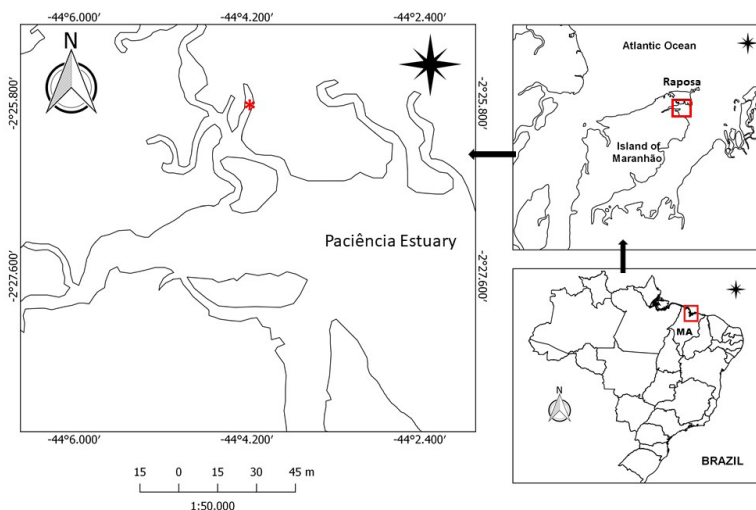 -44°6.000′ -44°4.200′ -44°2.400′
N
-2°25.800′
-2°25.800′
*
Paciência Estuary
-2°27.600′
-2°27.600′
-44°6.000′ -44°4.200′ -44°2.400′
15 0 15 30 45 m
1:50.000
Atlantic Ocean
Raposa
Island of
Maranhão
MA
N
BRAZIL